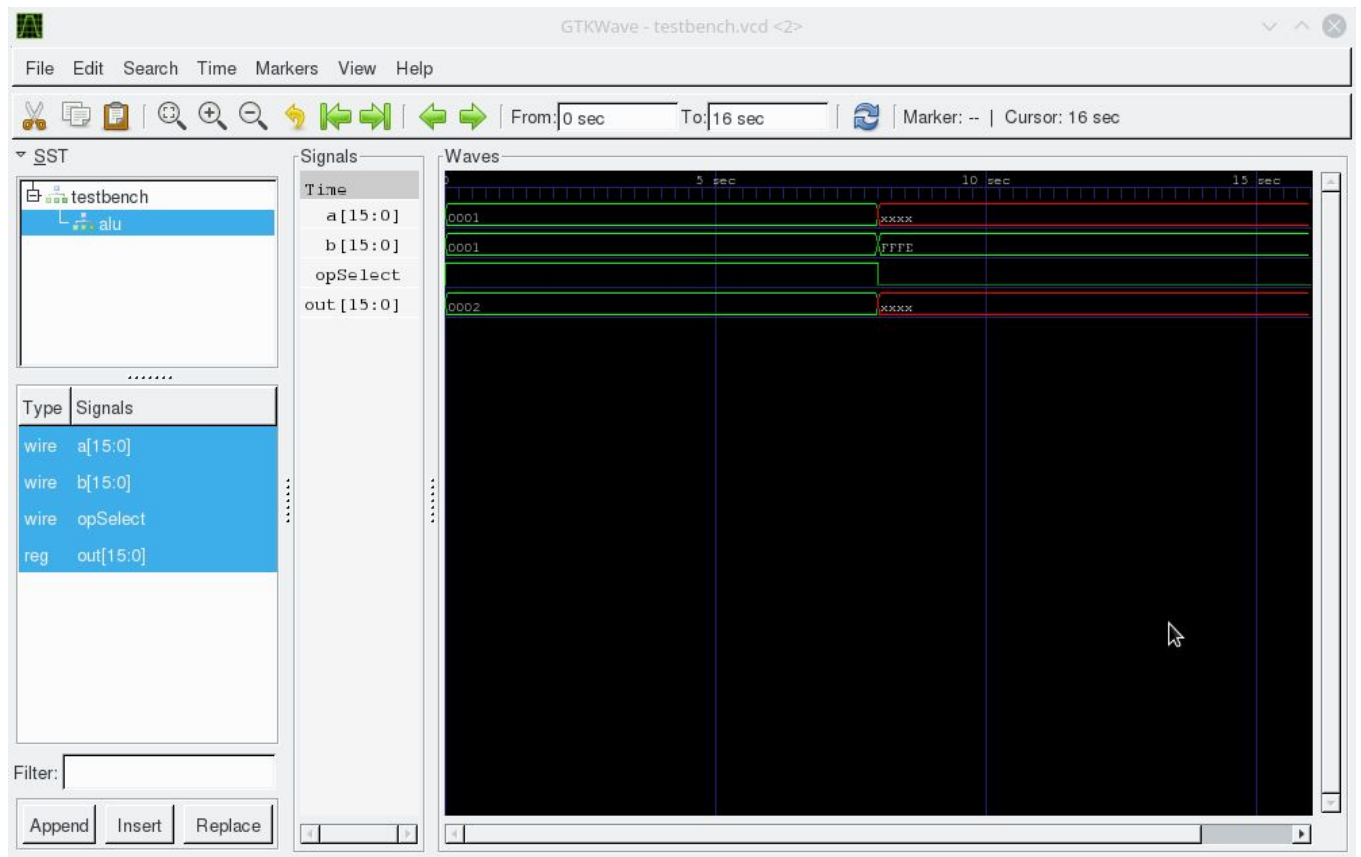 GTKWave - testbench.vcd <2>
File Edit Search Time Markers View Help
From: 0 sec To: 16 sec Marker: -- | Cursor: 16 sec
SST
testbench
alu
Type Signals
wire a[15:0]
wire b[15:0]
wire opSelect
reg out[15:0]
Filter:
Append Insert Replace
Signals
Time
a[15:0]
b[15:0]
opSelect
out[15:0]
Waves
0 5 sec 10 sec 15 sec
0001 xxxx
0001 FFFE
0002 xxxx